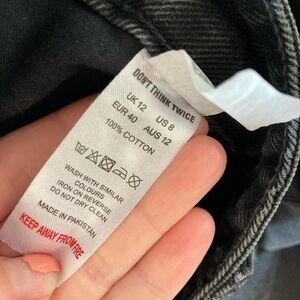 DON'T THINK TWICE
UK 12 US 8
EUR 40 AUS 12
100% COTTON
WASH WITH SIMILAR
COLOURS
IRON ON REVERSE
DO NOT DRY CLEAN
MADE IN PAKISTAN
KEEP AWAY FROM FIRE